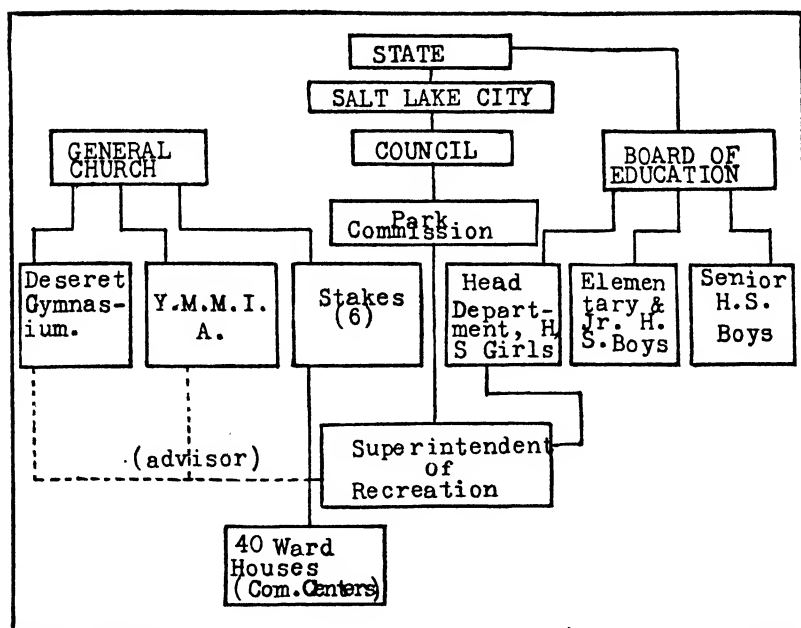 STATE
SALT LAKE CITY
GENERAL
CHURCH
COUNCIL
BOARD OF
EDUCATION
Park
Commission
Deseret
Gymnas-
ium.
Y.M.M.I.
A.
Stakes
(6)
Head
Depart-
ment, H,
S Girls
Elemen
tary &
Jr. H.
S.Boys
Senior
H.S.
Boys
(advisor)
Superintendent
of
Recreation
40 Ward
Houses
(Com.Centers)